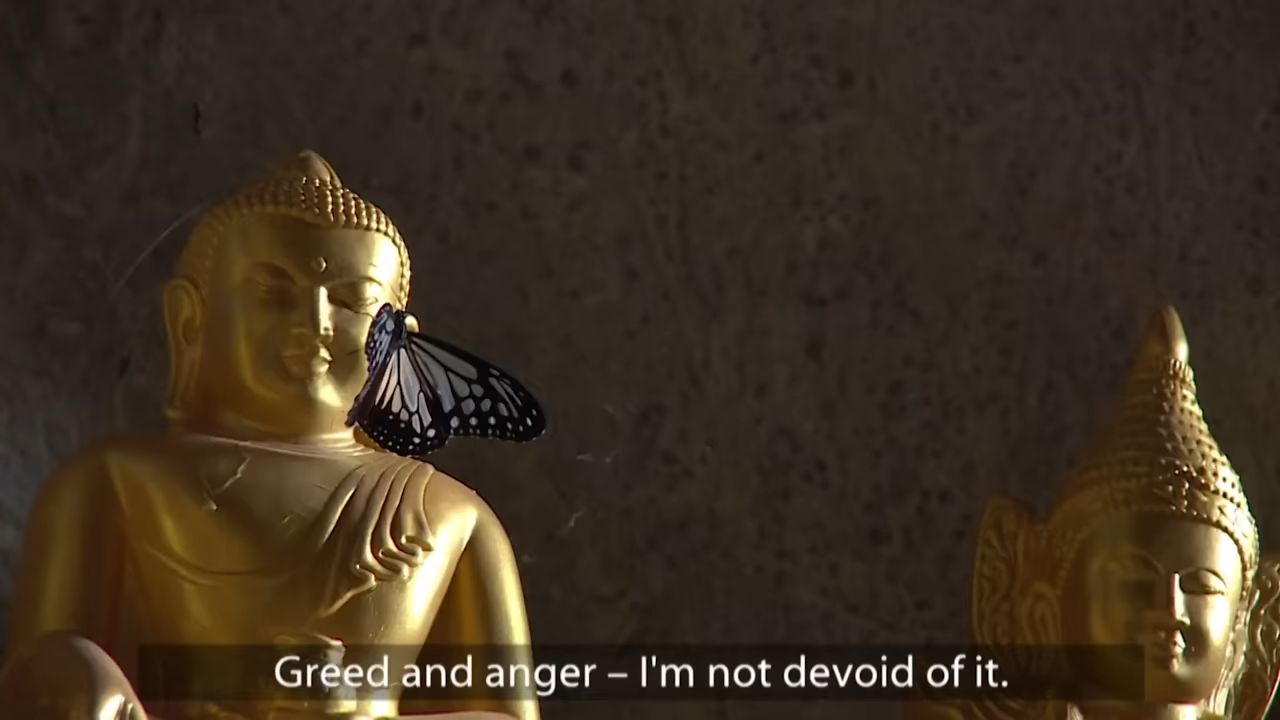 Greed and anger – I'm not devoid of it.